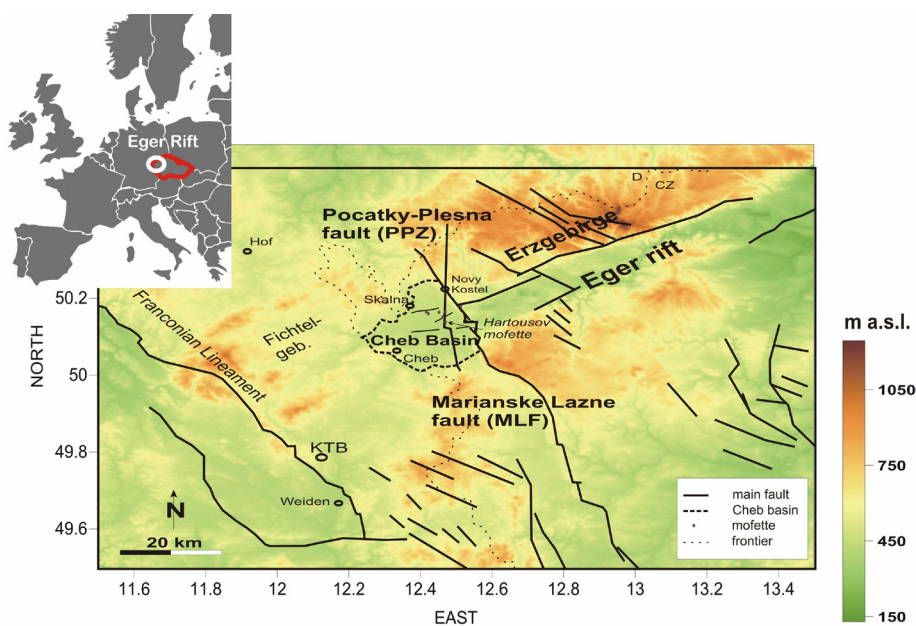 Eger Rift
D
CZ
Pocatky-Plesna
fault (PPZ)
Erzgebirge
Hof
Eger rift
Novy
Kostel
Skalna
50.2
Franconian Lineament
Fichtel-
geb.
Hartousov
mofette
m a.s.l.
Cheb Basin
Cheb
NORTH
50
1050
Marianske Lazne
fault (MLF)
49.8
KTB
750
Weiden
main fault
Cheb basin
mofette
frontier
N
49.6
20 km
450
150
11.6
11.8
12
12.2
12.4
12.6
12.8
13
13.2
13.4
EAST